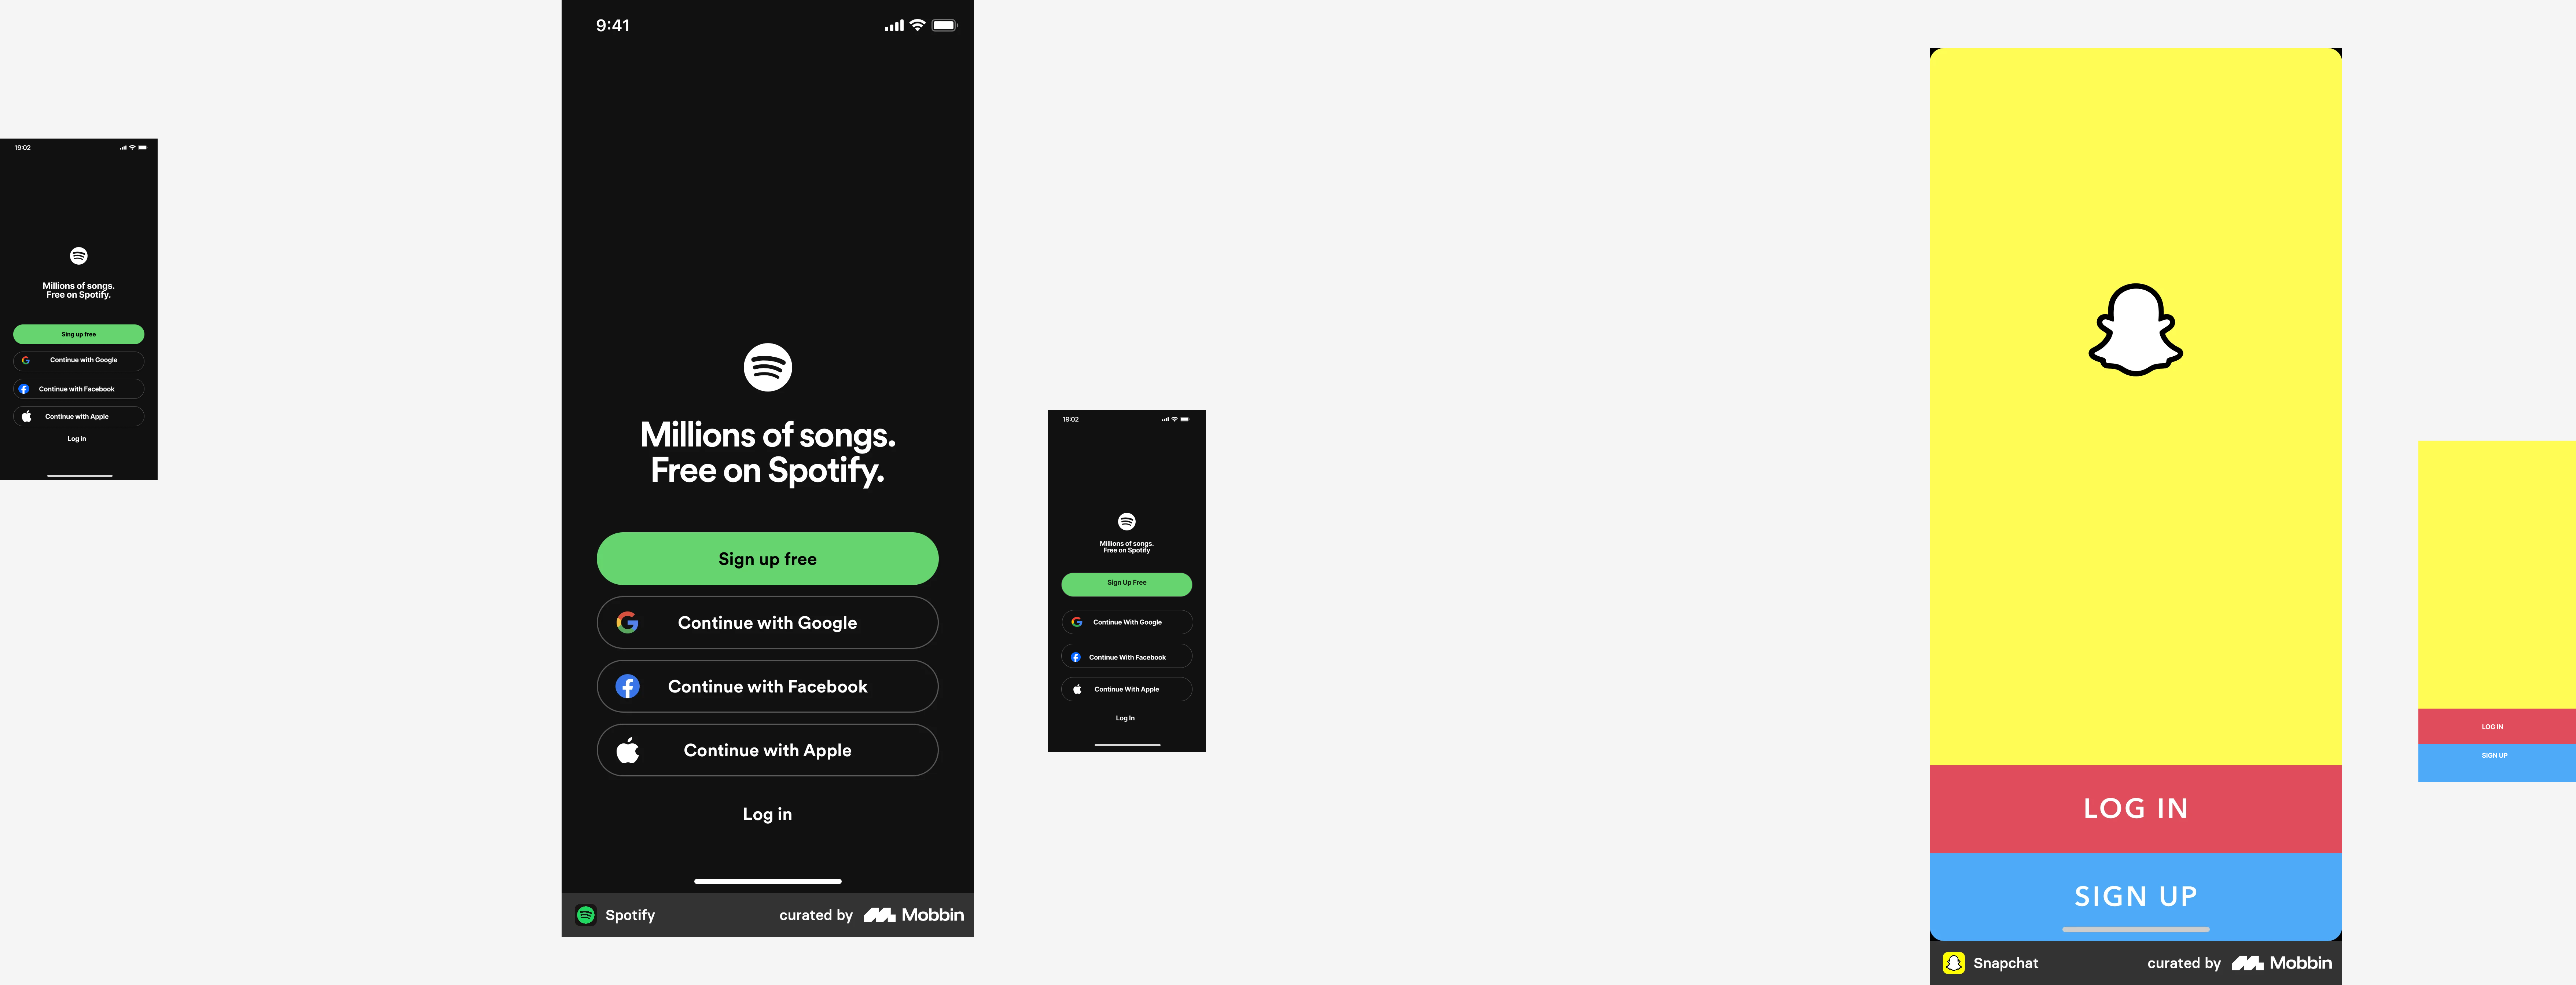 19:02
Millions of songs.
Free on Spotify.
Sing up free
Continue with Google
Continue with Facebook
Continue with Apple
Log in
9:41
Millions of songs.
Free on Spotify.
Sign up free
Continue with Google
Continue with Facebook
Continue with Apple
Log in
Spotify
curated by Mobbin
19:02
Millions of songs.
Free on Spotify
Sign Up Free
Continue With Google
Continue With Facebook
Continue With Apple
Log In
LOG IN
SIGN UP
Snapchat
curated by Mobbin
LOG IN
SIGN UP